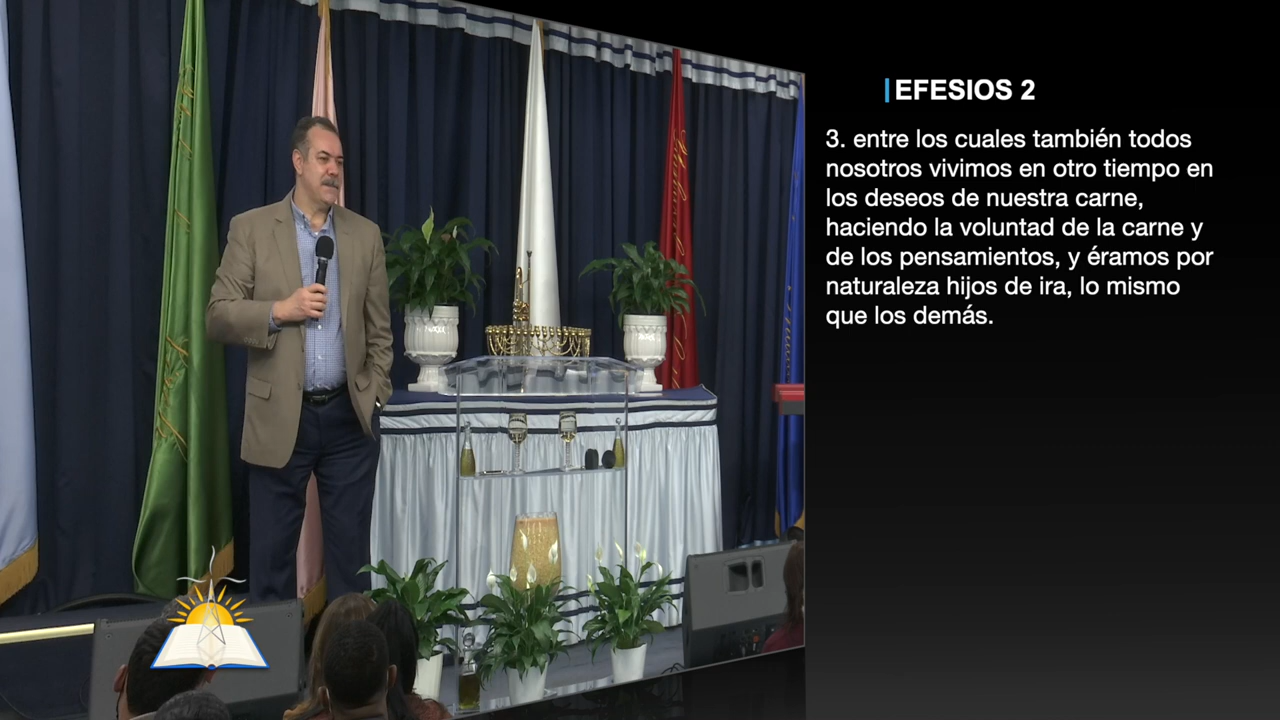 EFESIOS 2
3. entre los cuales también todos
nosotros vivimos en otro tiempo en
los deseos de nuestra carne,
haciendo la voluntad de la carne y
de los pensamientos, y éramos por
naturaleza hijos de ira, lo mismo
que los demás.